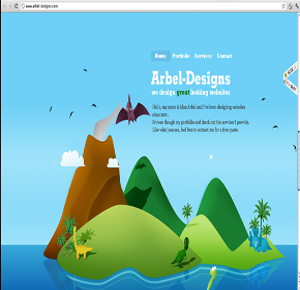 www.arbel-designs.com
Home Portfolio Services Contact
Arbel-Designs
we design great looking websites
Hello, my name is Idan Arbel and I've been designing websites
since
Browse though my portfolio and check out the services I provide.
Like what you see, feel free to contact me for a free quote.